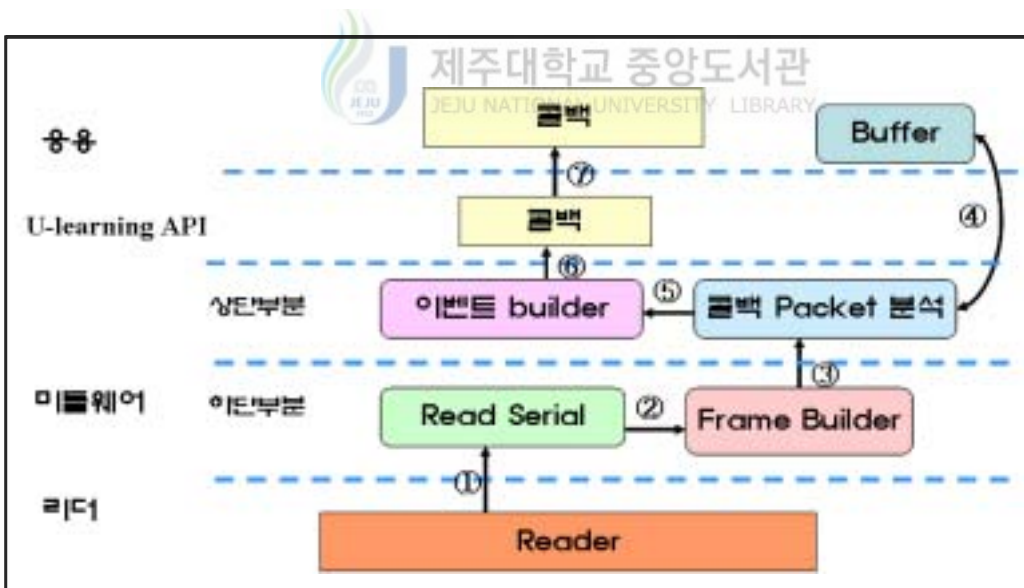 제주대학교 중앙도서관
JEJU NATIONAL UNIVERSITY LIBRARY
JEJU
1952
응용
콜백
Buffer
⑦
U-learning API
콜백
④
⑥
상단부분
이벤트 builder
⑤
콜백 Packet 분석
③
미들웨어
하단부분
Read Serial
②
Frame Builder
①
리더
Reader